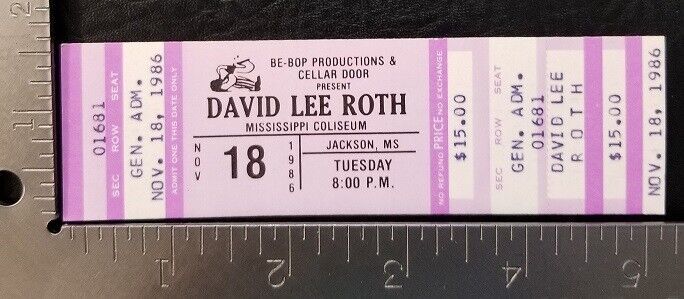 SEC ROW SEAT
01681
GEN. ADM.
NOV. 18, 1986
ADMIT ONE THIS DATE ONLY
BE-BOP PRODUCTIONS &
CELLAR DOOR
PRESENT
DAVID LEE ROTH
MISSISSIPPI COLISEUM
NOV
18
1986
JACKSON, MS
TUESDAY
8:00 P.M.
NO REFUND PRICE NO EXCHANGE
$15.00
SEC ROW SEAT
GEN. ADM.
01681
DAVID LEE
ROTH
$15.00
NOV. 18, 1986
2
1
1 2 3 4 5